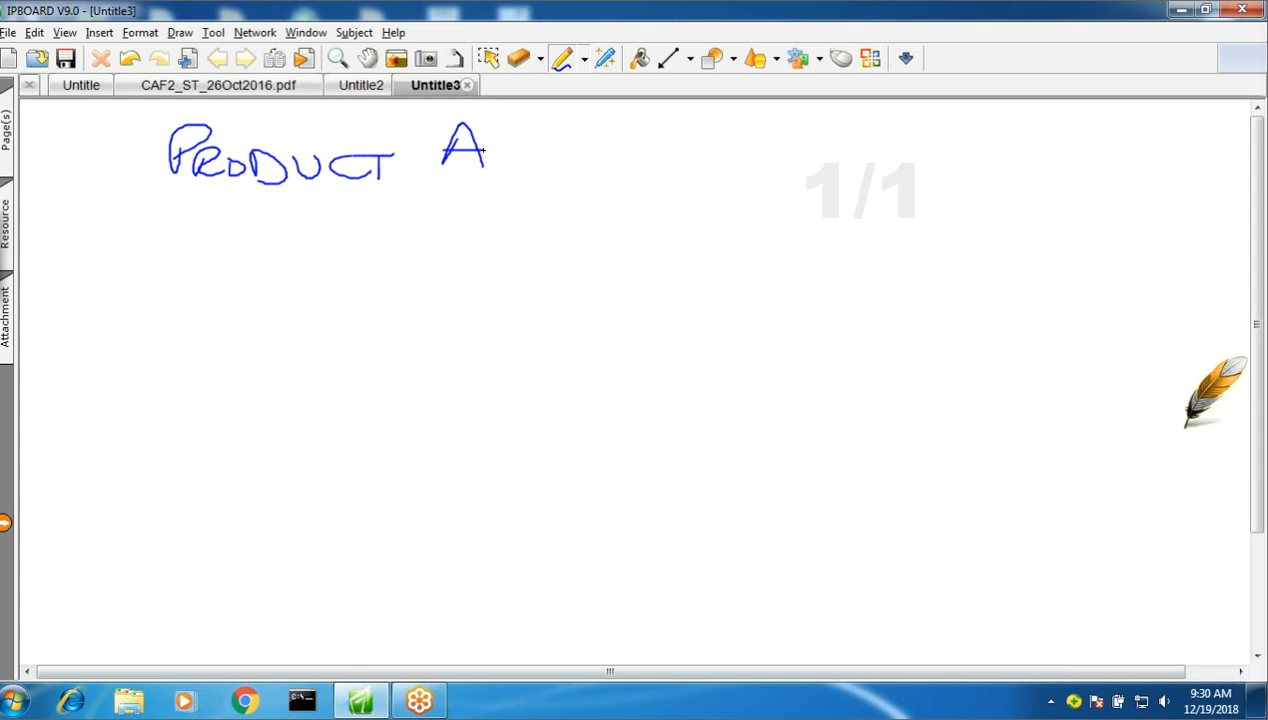 IPBOARD V9.0 - [Untitle3]
File Edit View Insert Format Draw Tool Network Window Subject Help
Untitle CAF2_ST_26Oct2016.pdf Untitle2 Untitle3
Page(s)
Resource
Attachment
PRODUCT A
1/1
9:30 AM
12/19/2018